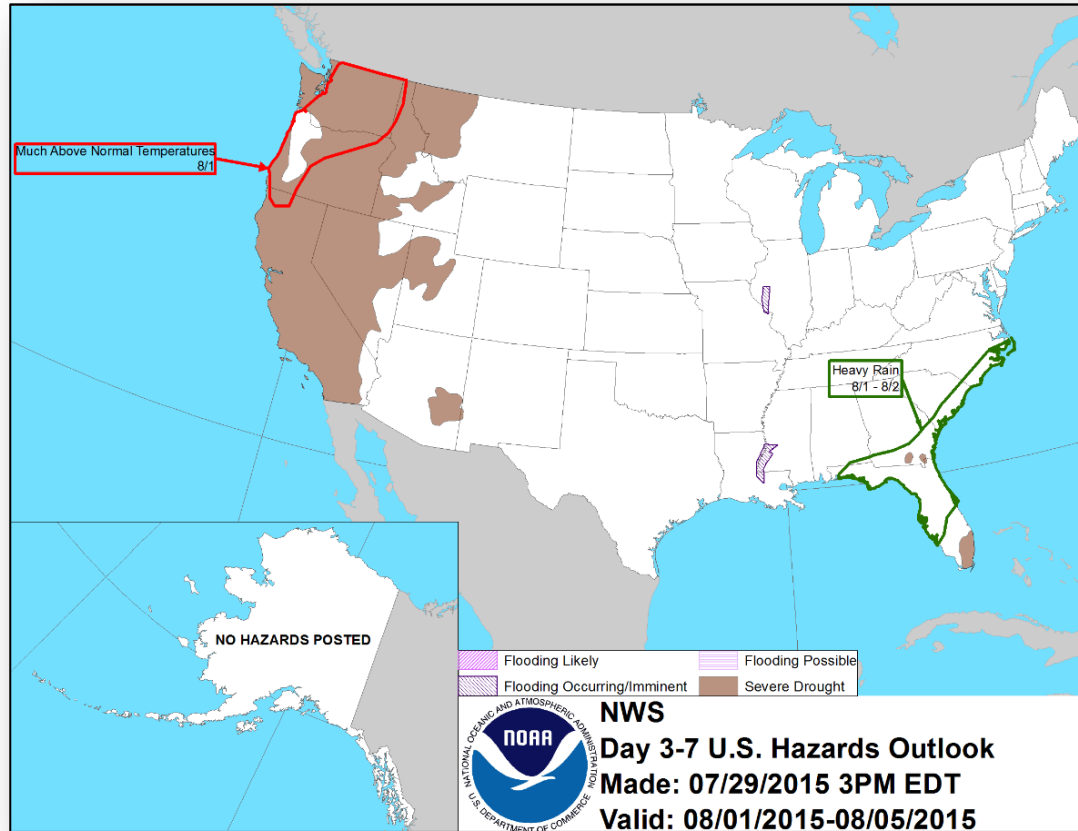 Much Above Normal Temperatures
8/1
Heavy Rain
8/1 - 8/2
NO HAZARDS POSTED
Flooding Likely
Flooding Possible
Flooding Occurring/Imminent
Severe Drought
NATIONAL OCEANIC AND ATMOSPHERIC ADMINISTRATION
NOAA
U.S. DEPARTMENT OF COMMERCE
NWS
Day 3-7 U.S. Hazards Outlook
Made: 07/29/2015 3PM EDT
Valid: 08/01/2015-08/05/2015